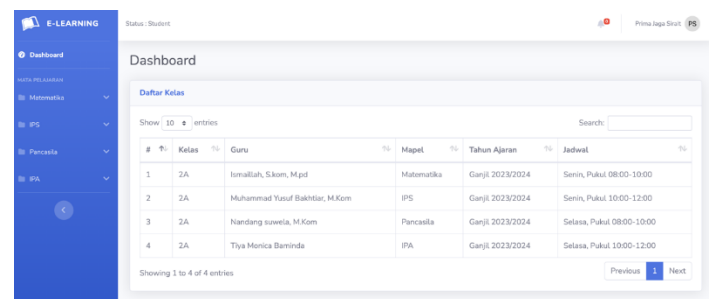 E-LEARNING
Status : Student
Prima Jaga Sirait PS
Dashboard
MATA PELAJARAN
Matematika
IPS
Pancasila
IPA
Dashboard
Daftar Kelas
Show 10 entries
Search:
# Kelas Guru Mapel Tahun Ajaran Jadwal
1 2A Ismaillah, S.kom, M.pd Matematika Ganjil 2023/2024 Senin, Pukul 08:00-10:00
2 2A Muhammad Yusuf Bakhtiar, M.Kom IPS Ganjil 2023/2024 Senin, Pukul 10:00-12:00
3 2A Nandang suwela, M.Kom Pancasila Ganjil 2023/2024 Selasa, Pukul 08:00-10:00
4 2A Tiya Monica Baminda IPA Ganjil 2023/2024 Selasa, Pukul 10:00-12:00
Showing 1 to 4 of 4 entries
Previous 1 Next